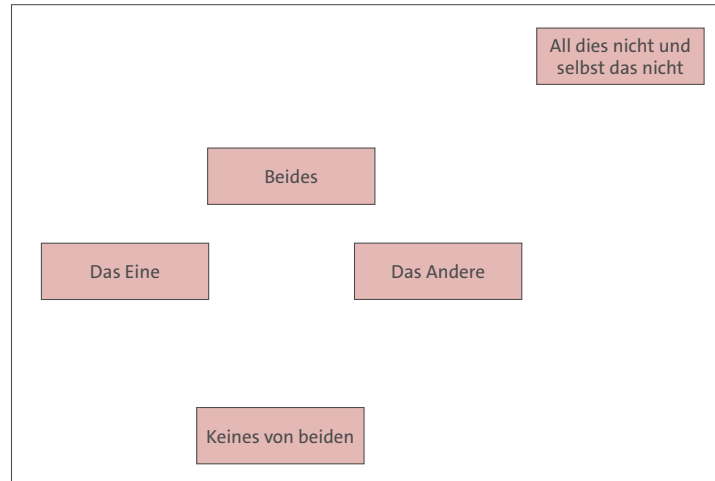 All dies nicht und
selbst das nicht
Beides
Das Eine
Das Andere
Keines von beiden